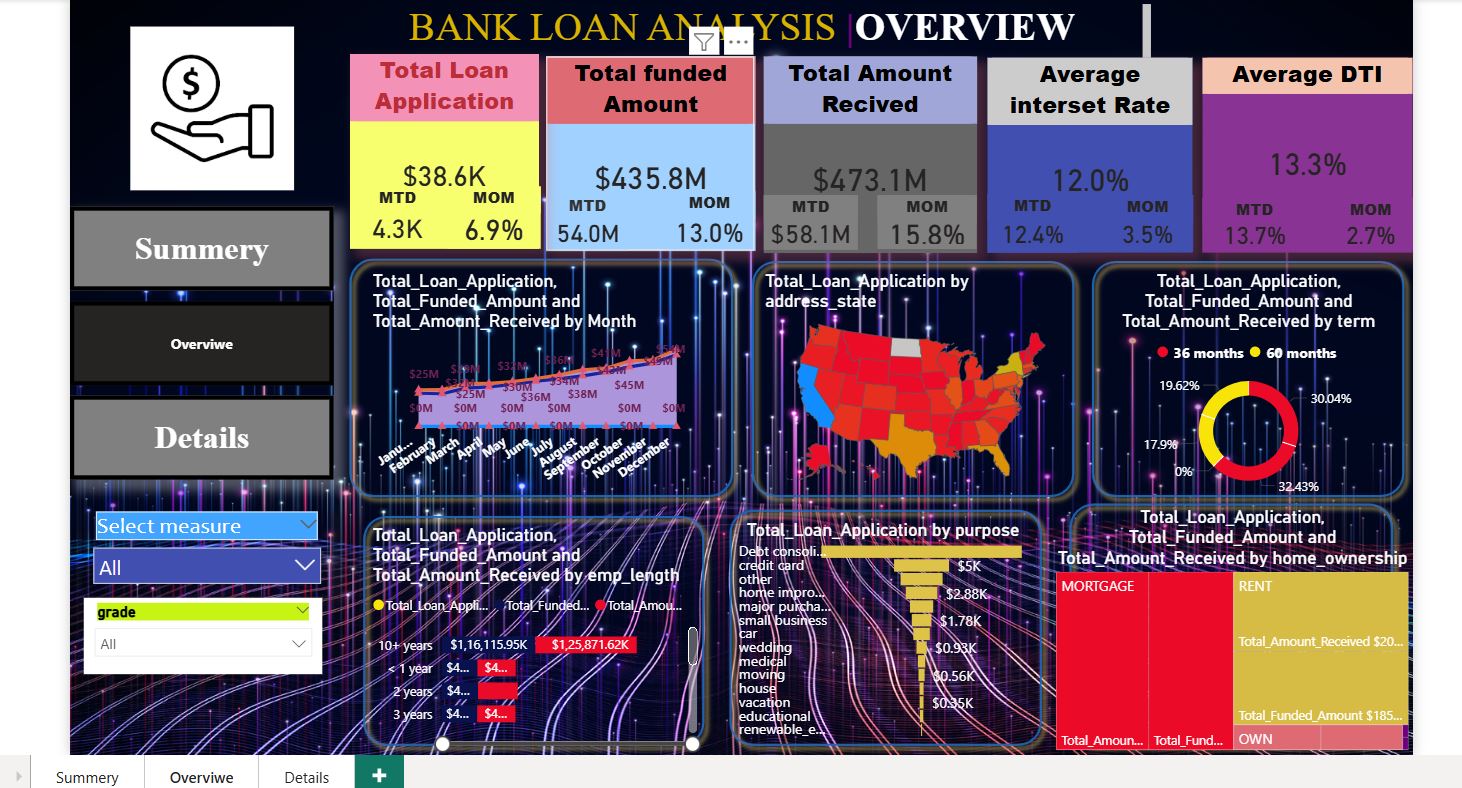 BANK LOAN ANALYSIS |OVERVIEW
Total Loan
Application
$38.6K
MTD
MOM
4.3K
6.9%
Total funded
Amount
$435.8M
MTD
MOM
54.0M
13.0%
Total Amount
Recived
$473.1M
MTD
MOM
$58.1M
15.8%
Average
interset Rate
12.0%
MTD
MOM
12.4%
3.5%
Average DTI
13.3%
MTD
MOM
13.7%
2.7%
$
Summery
Overviwe
Details
Select measure
All
grade
All
Total_Loan_Application,
Total_Funded_Amount and
Total_Amount_Received by Month
$25M
$32M
$36M
$41M
$25M
$30M
$36M
$34M
$38M
$43M
$45M
$0M
$0M
$0M
$0M
$0M
$0M
$0M
$0M
$0M
$0M
Janu...
February
March
April
May
June
July
August
September
October
November
December
Total_Loan_Application by
address_state
Total_Loan_Application,
Total_Funded_Amount and
Total_Amount_Received by term
36 months
60 months
19.62%
30.04%
17.9%
0%
32.43%
Total_Loan_Application,
Total_Funded_Amount and
Total_Amount_Received by emp_length
Total_Loan_Appli...
Total_Funded...
Total_Amou...
10+ years
$1,16,115.95K
$1,25,871.62K
< 1 year
$4...
$4...
2 years
$4...
3 years
$4...
$4...
Total_Loan_Application by purpose
Debt consoli...
credit card
$5K
other
home impro...
$2.88K
major purcha...
small business
$1.78K
car
wedding
$0.93K
medical
moving
$0.56K
house
vacation
$0.35K
educational
renewable_e...
Total_Loan_Application,
Total_Funded_Amount and
Total_Amount_Received by home_ownership
MORTGAGE
RENT
Total_Amount_Received $20...
Total_Funded_Amount $185...
Total_Amoun...
Total_Fund...
OWN
Summery
Overviwe
Details
+